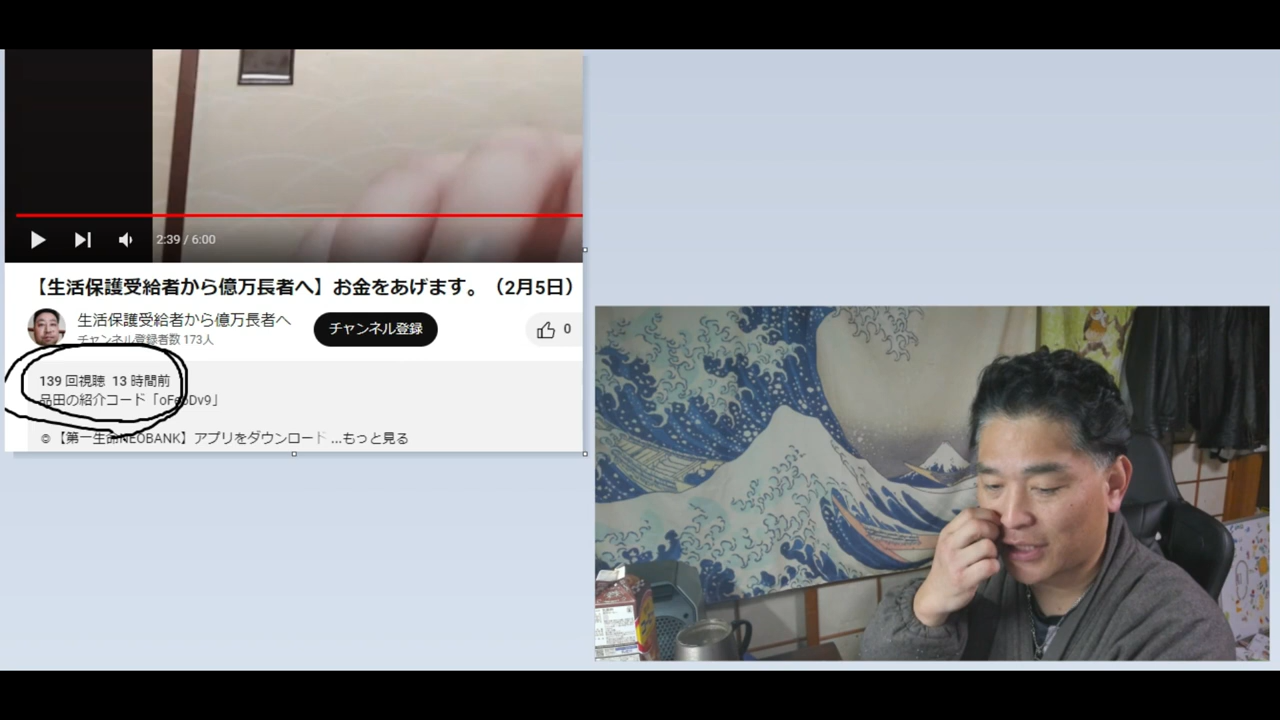 2:39 / 6:00
【生活保護受給者から億万長者へ】お金をあげます。（2月5日）
生活保護受給者から億万長者へ
チャンネル登録者数 173人
チャンネル登録
0
139 回視聴 13 時間前
品田の紹介コード「oFe Dv9」
◎【第一生命NEOBANK】アプリをダウンロード ...もっと見る